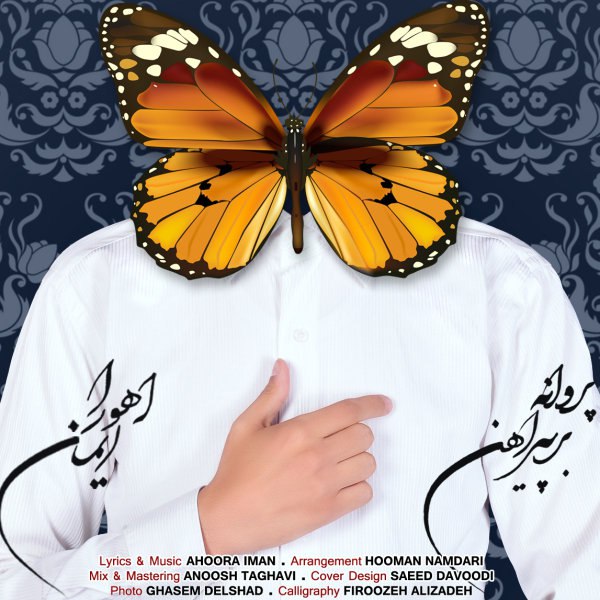 پروانه
بر پیراهن
اهورا
ایمان
Lyrics & Music AHOORA IMAN . Arrangement HOOMAN NAMDARI
Mix & Mastering ANOOSH TAGHAVI . Cover Design SAEED DAVOODI
Photo GHASEM DELSHAD . Calligraphy FIROOZEH ALIZADEH